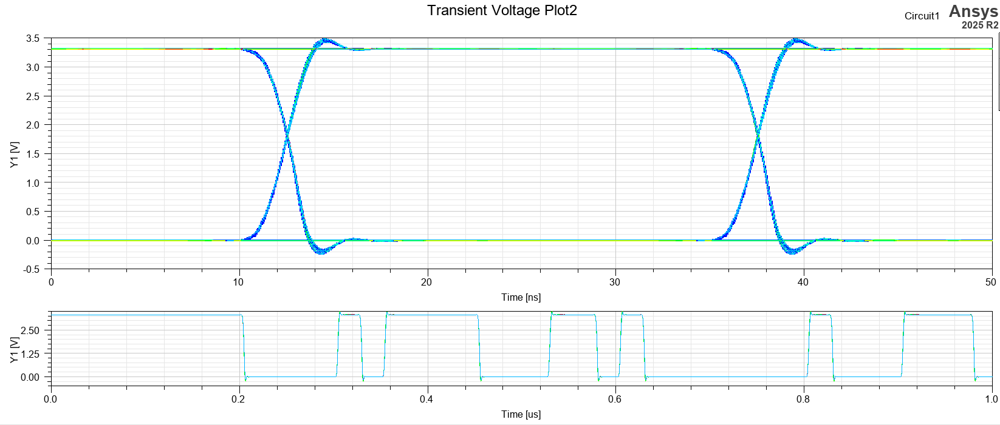 Transient Voltage Plot2
Circuit1
Ansys
2025 R2
3.5
3.0
2.5
2.0
1.5
1.0
0.5
0.0
-0.5
Y1 [V]
0 10 20 30 40 50
Time [ns]
2.50
1.25
0.00
Y1 [V]
0.0 0.2 0.4 0.6 0.8 1.0
Time [us]